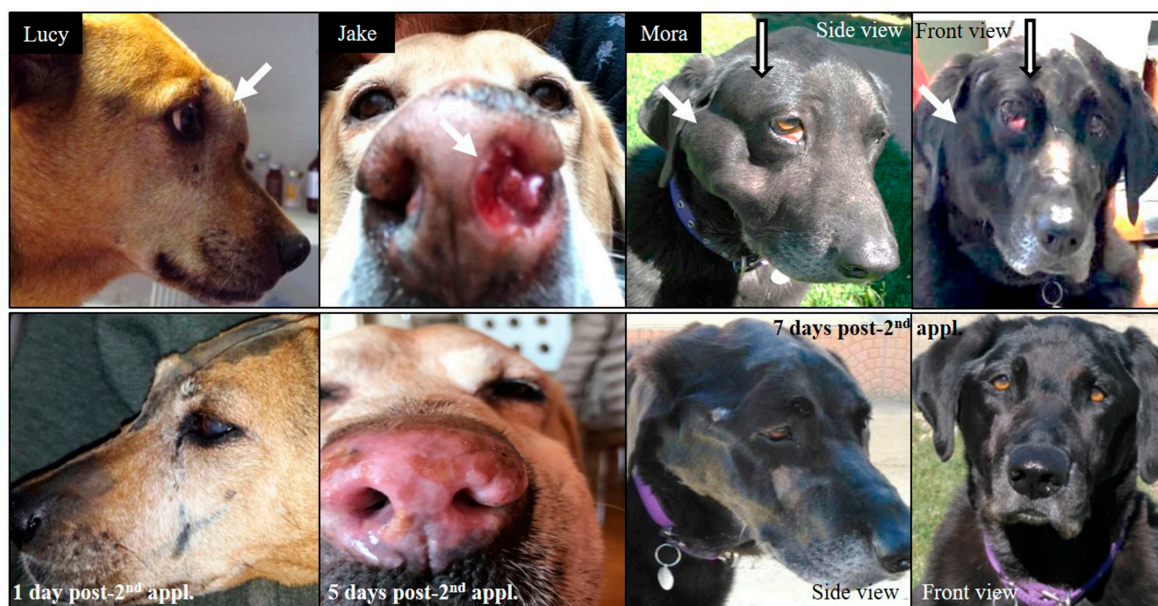 Lucy
Jake
Mora
Side view
Front view
1 day post-2nd appl.
5 days post-2nd appl.
7 days post-2nd appl.
Side view
Front view